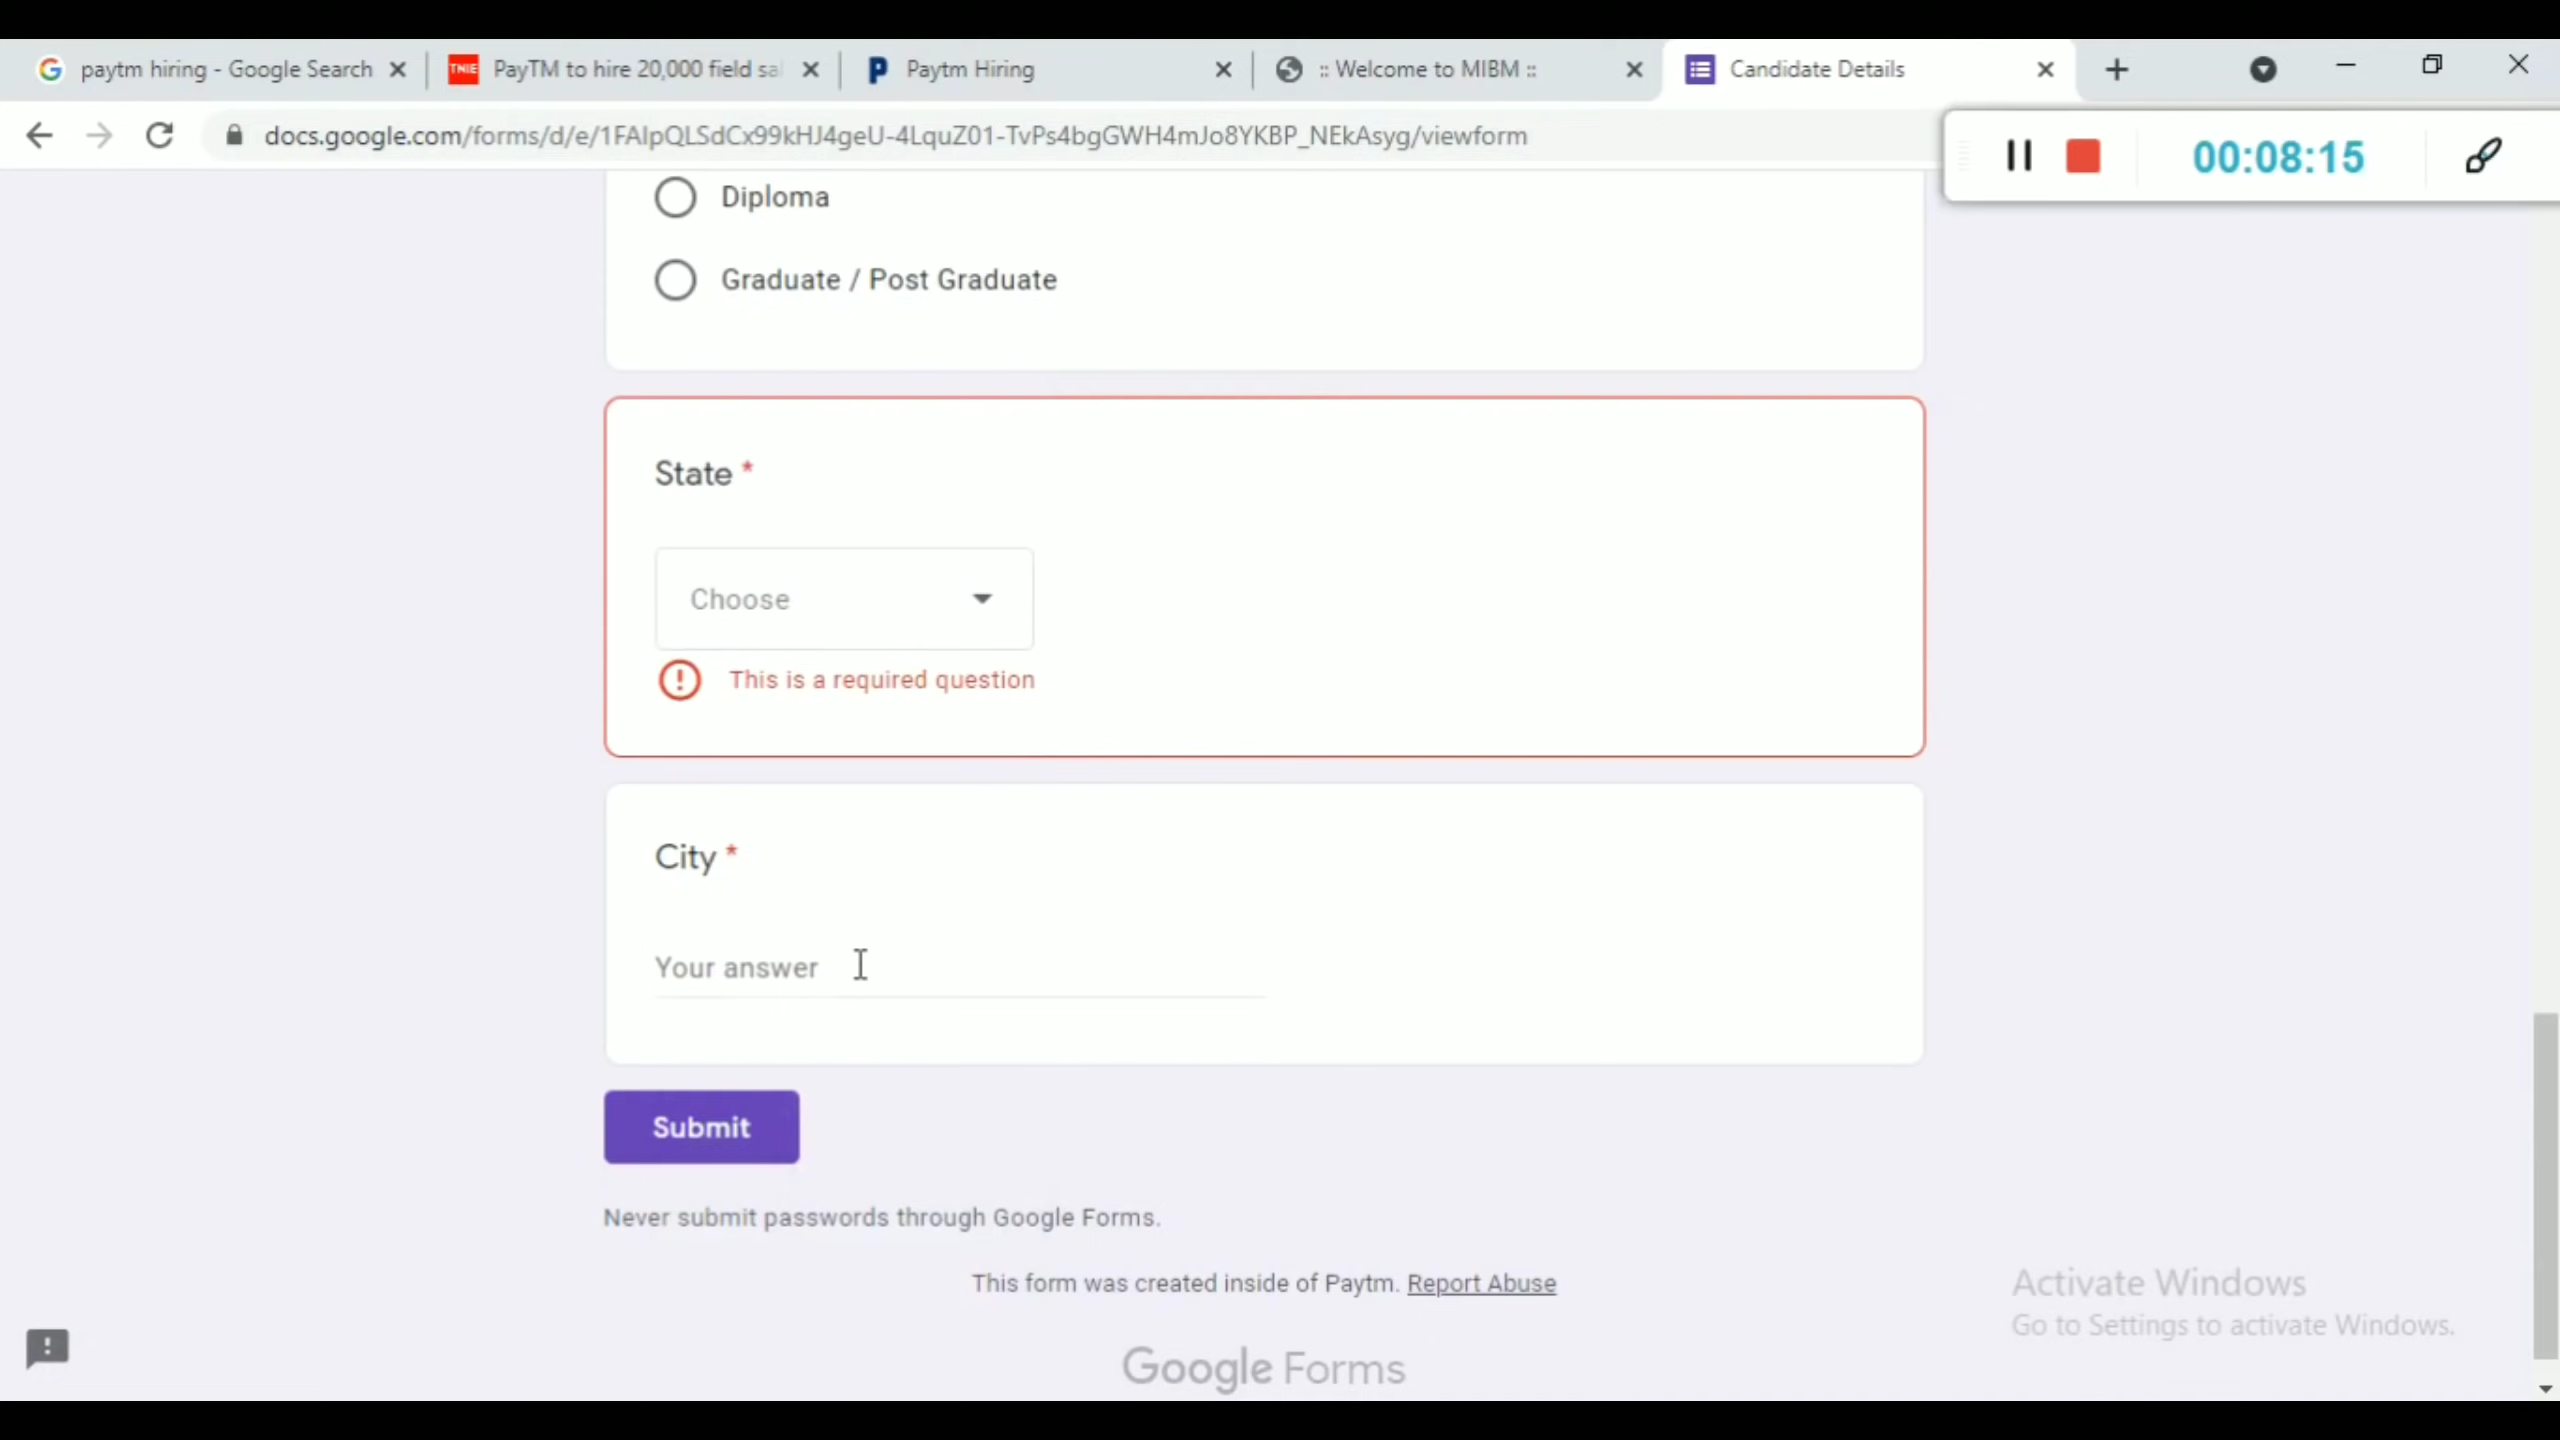 paytm hiring - Google Search
TNIE PayTM to hire 20,000 field sa
Paytm Hiring
:: Welcome to MIBM ::
Candidate Details
docs.google.com/forms/d/e/1FAIpQLSdCx99kHJ4geU-4LquZ01-TvPs4bgGWH4mJo8YKBP_NEkAsyg/viewform
00:08:15
Diploma
Graduate / Post Graduate
State *
Choose
This is a required question
City *
Your answer
Submit
Never submit passwords through Google Forms.
This form was created inside of Paytm. Report Abuse
Activate Windows
Go to Settings to activate Windows.
Google Forms